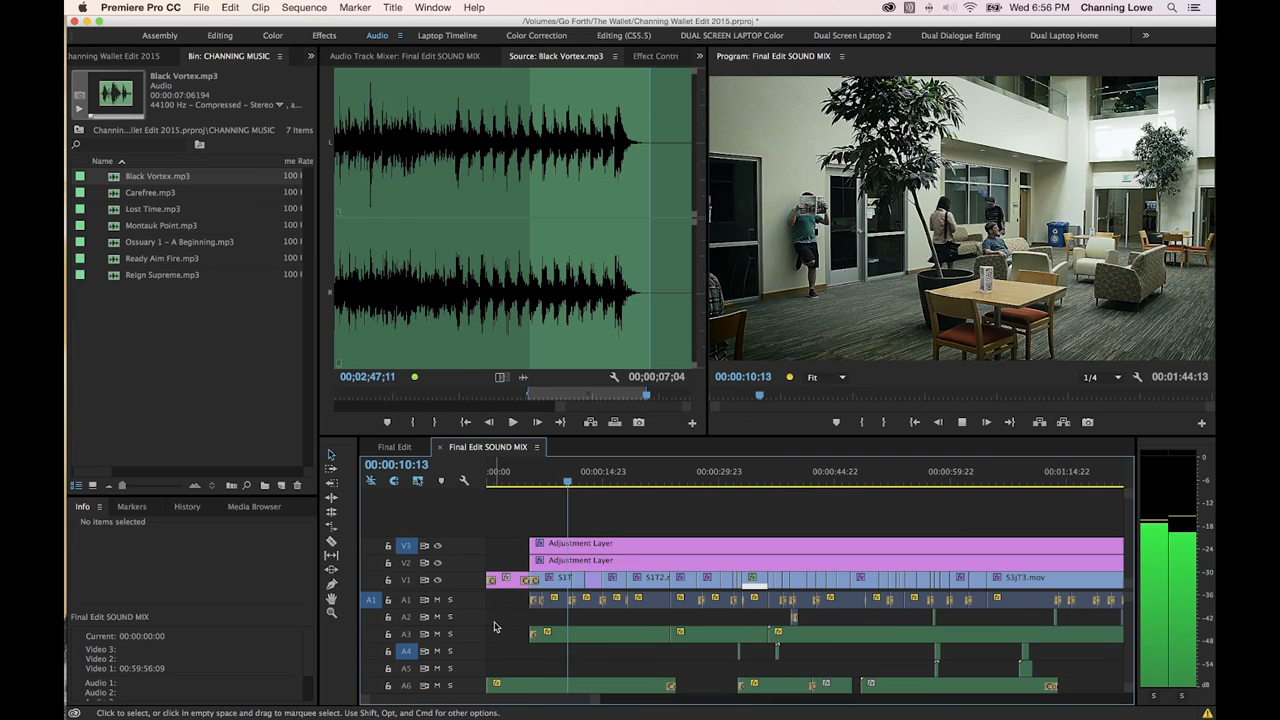 Premiere Pro CC File Edit Clip Sequence Marker Title Window Help Wed 6:56 PM Channing Lowe
/Volumes/Go Forth/The Wallet/Channing Wallet Edit 2015.prproj *
Assembly Editing Color Effects Audio Laptop Timeline Color Correction Editing (CS5.5) DUAL SCREEN LAPTOP Color Dual Screen Laptop 2 Dual Dialogue Editing Dual Laptop Home
hanning Wallet Edit 2015 Bin: CHANNING MUSIC Audio Track Mixer: Final Edit SOUND MIX Source: Black Vortex.mp3 Effect Contr Program: Final Edit SOUND MIX
Black Vortex.mp3
Audio
00:00:07:06194
44100 Hz - Compressed - Stereo , a...
Channin...llet Edit 2015.prproj\CHANNING MUSIC 7 Items
Name me Rate
Black Vortex.mp3 100
Carefree.mp3 100
Lost Time.mp3 100
Montauk Point.mp3 100
Ossuary 1 - A Beginning.mp3 100
Ready Aim Fire.mp3 100
Reign Supreme.mp3 100
L
R
00;02;47;11 00;00;07;04 00:00:10:13 Fit 1/4 00:01:44:13
Final Edit × Final Edit SOUND MIX
00:00:10:13
:00:00 00:00:14:23 00:00:29:23 00:00:44:22 00:00:59:22 00:01:14:22
Info Markers History Media Browser
No items selected
V3 Adjustment Layer
V2 Adjustment Layer
V1 S1T S1T2.r S3jT3.mov
A1 A1 M S
A2 M S
A3 M S
A4 M S
A5 M S
A6 M S
Final Edit SOUND MIX
Current: 00:00:00:00
Video 3:
Video 2:
Video 1: 00:59:56:09
Audio 1:
Audio 2:
0
-6
-12
-18
-24
-30
-36
-42
-48
-54
dB
S S
Click to select, or click in empty space and drag to marquee select. Use Shift, Opt, and Cmd for other options.